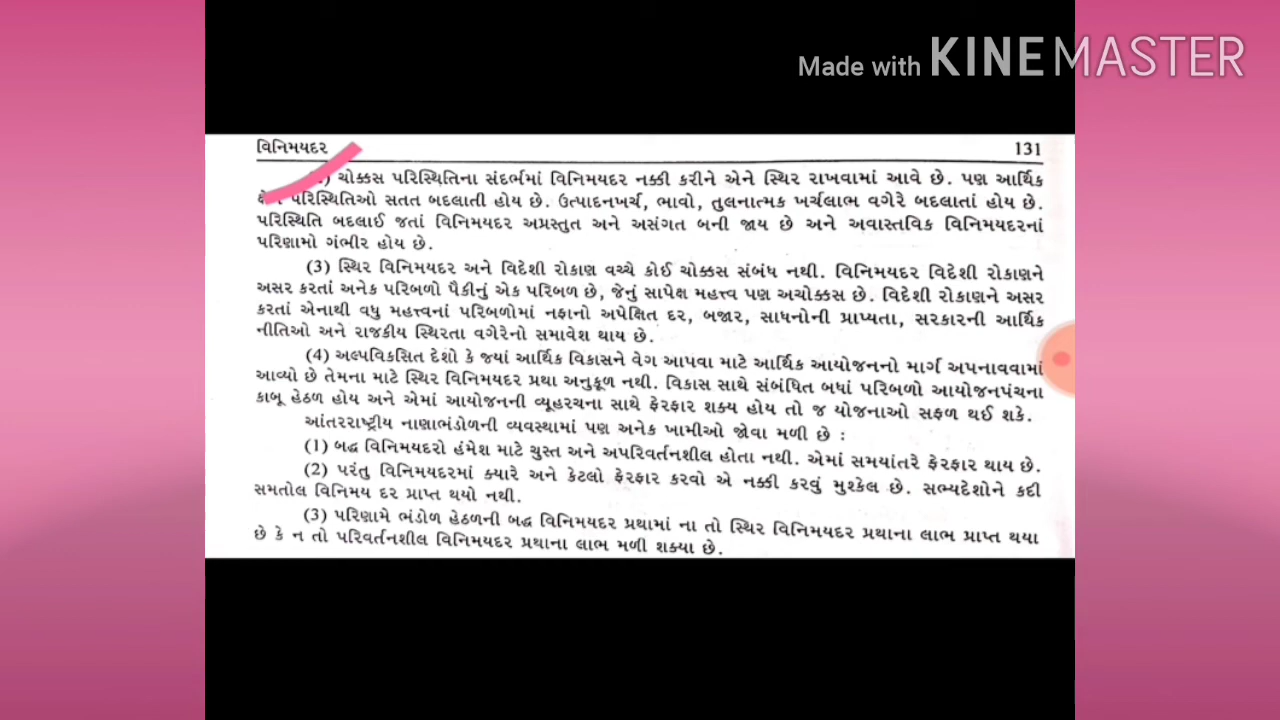 Made with KINEMASTER
વિનિમયદર 131
) ચોક્કસ પરિસ્થિતિના સંદર્ભમાં વિનિમયદર નક્કી કરીને એને સ્થિર રાખવામાં આવે છે. પણ આર્થિક
પરિસ્થિતિઓ સતત બદલાતી હોય છે. ઉત્પાદનખર્ચ, ભાવો, તુલનાત્મક ખર્ચલાભ વગેરે બદલાતાં હોય છે.
પરિસ્થિતિ બદલાઈ જતાં વિનિમયદર અપ્રસ્તુત અને અસંગત બની જાય છે અને અવાસ્તવિક વિનિમયદરનાં
પરિણામો ગંભીર હોય છે.
(3) સ્થિર વિનિમયદર અને વિદેશી રોકાણ વચ્ચે કોઈ ચોક્કસ સંબંધ નથી. વિનિમયદર વિદેશી રોકાણને
અસર કરતાં અનેક પરિબળો પૈકીનું એક પરિબળ છે, જેનું સાપેક્ષ મહત્ત્વ પણ અચોક્કસ છે. વિદેશી રોકાણને અસર
કરતાં એનાથી વધુ મહત્ત્વનાં પરિબળોમાં નફાનો અપેક્ષિત દર, બજાર, સાધનોની પ્રાપ્યતા, સરકારની આર્થિક
નીતિઓ અને રાજકીય સ્થિરતા વગેરેનો સમાવેશ થાય છે.
(4) અલ્પવિકસિત દેશો કે જ્યાં આર્થિક વિકાસને વેગ આપવા માટે આર્થિક આયોજનનો માર્ગ અપનાવવામાં
આવ્યો છે તેમના માટે સ્થિર વિનિમયદર પ્રથા અનુકૂળ નથી. વિકાસ સાથે સંબંધિત બધાં પરિબળો આયોજનપંચના
કાબૂ હેઠળ હોય અને એમાં આયોજનની વ્યૂહરચના સાથે ફેરફાર શક્ય હોય તો જ યોજનાઓ સફળ થઈ શકે.
આંતરરાષ્ટ્રીય નાણાભંડોળની વ્યવસ્થામાં પણ અનેક ખામીઓ જોવા મળી છે :
(1) બદ્ધ વિનિમયદરો હંમેશ માટે ચુસ્ત અને અપરિવર્તનશીલ હોતા નથી. એમાં સમયાંતરે ફેરફાર થાય છે.
(2) પરંતુ વિનિમયદરમાં ક્યારે અને કેટલો ફેરફાર કરવો એ નક્કી કરવું મુશ્કેલ છે. સભ્યદેશોને કદી
સમતોલ વિનિમય દર પ્રાપ્ત થયો નથી.
(3) પરિણામે ભંડોળ હેઠળની બદ્ધ વિનિમયદર પ્રથામાં ના તો સ્થિર વિનિમયદર પ્રથાના લાભ પ્રાપ્ત થયા
છે કે ન તો પરિવર્તનશીલ વિનિમયદર પ્રથાના લાભ મળી શક્યા છે.